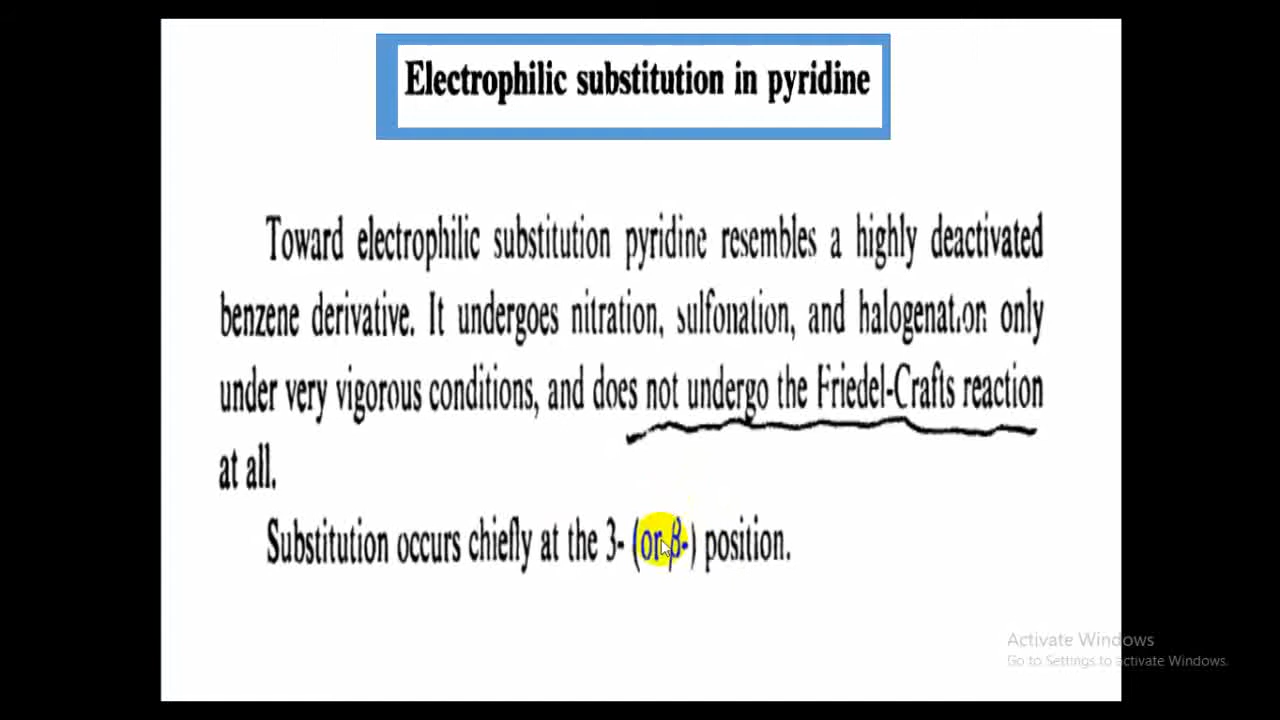 Electrophilic substitution in pyridine
Toward electrophilic substitution pyridine resembles a highly deactivated
benzene derivative. It undergoes nitration, sulfonation, and halogenation only
under very vigorous conditions, and does not undergo the Friedel-Crafts reaction
at all.
Substitution occurs chiefly at the 3- (or β-) position.
Activate Windows
Go to Settings to activate Windows.